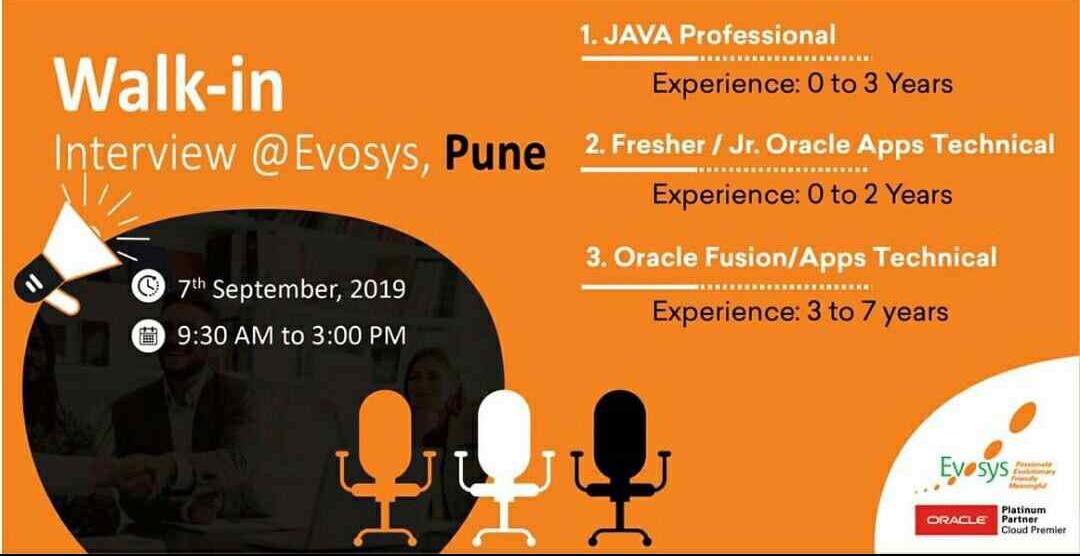 Walk-in
Interview @Evosys, Pune
7th September, 2019
9:30 AM to 3:00 PM
1. JAVA Professional
Experience: 0 to 3 Years
2. Fresher / Jr. Oracle Apps Technical
Experience: 0 to 2 Years
3. Oracle Fusion/Apps Technical
Experience: 3 to 7 years
Evosys
Passionate
Evolutionary
Friendly
Meaningful
ORACLE
Platinum
Partner
Cloud Premier